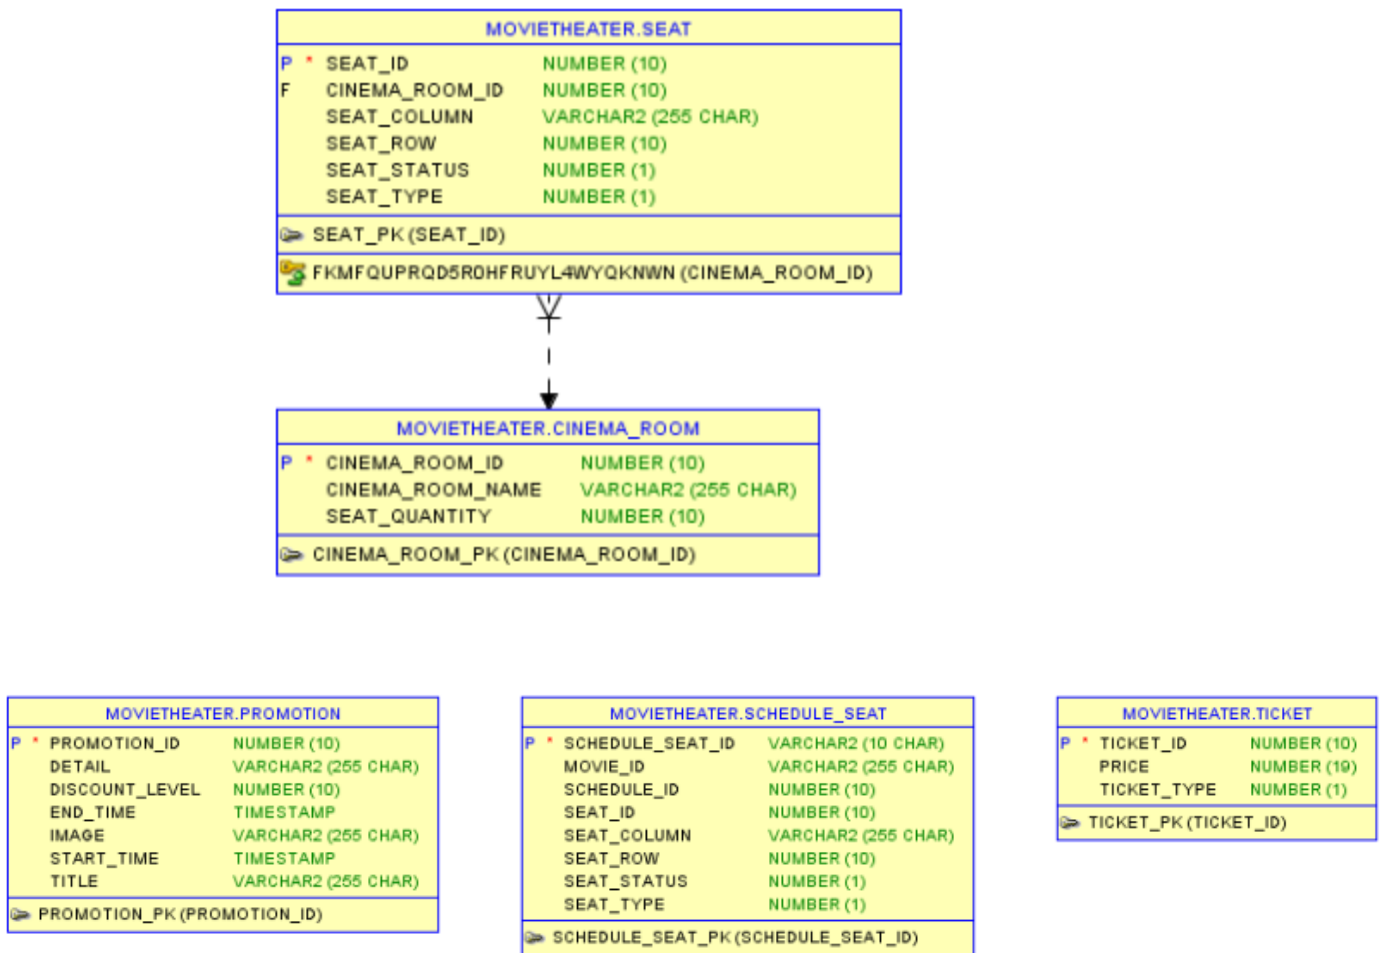 MOVIETHEATER.SEAT
P * SEAT_ID NUMBER (10)
F CINEMA_ROOM_ID NUMBER (10)
SEAT_COLUMN VARCHAR2 (255 CHAR)
SEAT_ROW NUMBER (10)
SEAT_STATUS NUMBER (1)
SEAT_TYPE NUMBER (1)
SEAT_PK (SEAT_ID)
FKMFQUPRQD5R0HFRUYL4WYQKNWN (CINEMA_ROOM_ID)
MOVIETHEATER.CINEMA_ROOM
P * CINEMA_ROOM_ID NUMBER (10)
CINEMA_ROOM_NAME VARCHAR2 (255 CHAR)
SEAT_QUANTITY NUMBER (10)
CINEMA_ROOM_PK (CINEMA_ROOM_ID)
MOVIETHEATER.PROMOTION
P * PROMOTION_ID NUMBER (10)
DETAIL VARCHAR2 (255 CHAR)
DISCOUNT_LEVEL NUMBER (10)
END_TIME TIMESTAMP
IMAGE VARCHAR2 (255 CHAR)
START_TIME TIMESTAMP
TITLE VARCHAR2 (255 CHAR)
PROMOTION_PK (PROMOTION_ID)
MOVIETHEATER.SCHEDULE_SEAT
P * SCHEDULE_SEAT_ID VARCHAR2 (10 CHAR)
MOVIE_ID VARCHAR2 (255 CHAR)
SCHEDULE_ID NUMBER (10)
SEAT_ID NUMBER (10)
SEAT_COLUMN VARCHAR2 (255 CHAR)
SEAT_ROW NUMBER (10)
SEAT_STATUS NUMBER (1)
SEAT_TYPE NUMBER (1)
SCHEDULE_SEAT_PK (SCHEDULE_SEAT_ID)
MOVIETHEATER.TICKET
P * TICKET_ID NUMBER (10)
PRICE NUMBER (19)
TICKET_TYPE NUMBER (1)
TICKET_PK (TICKET_ID)